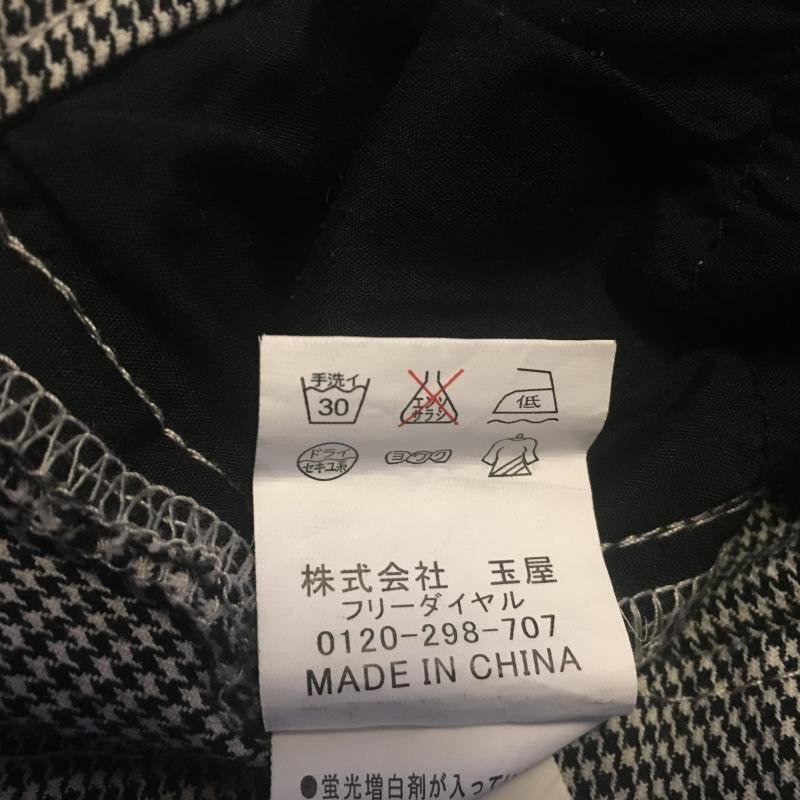 手洗イ
30
エンソ
サラシ
低
ドライ
セキユ系
ヨワク
株式会社 玉屋
フリーダイヤル
0120-298-707
MADE IN CHINA
●蛍光増白剤が入って